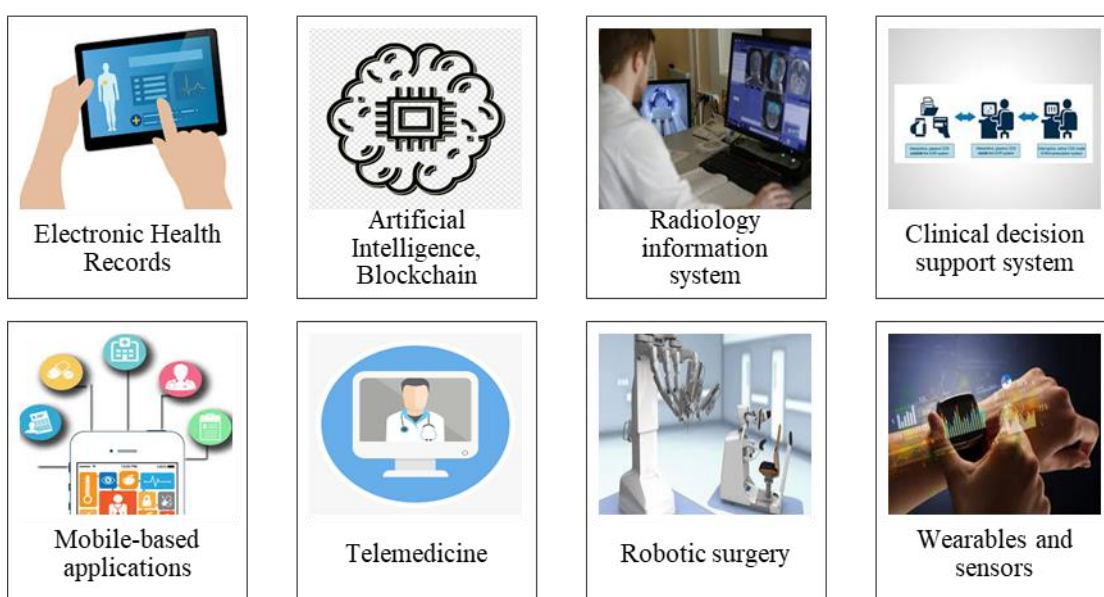 Electronic Health
Records
Artificial
Intelligence,
Blockchain
Radiology
information
system
Clinical decision
support system
Mobile-based
applications
Telemedicine
Robotic surgery
Wearables and
sensors